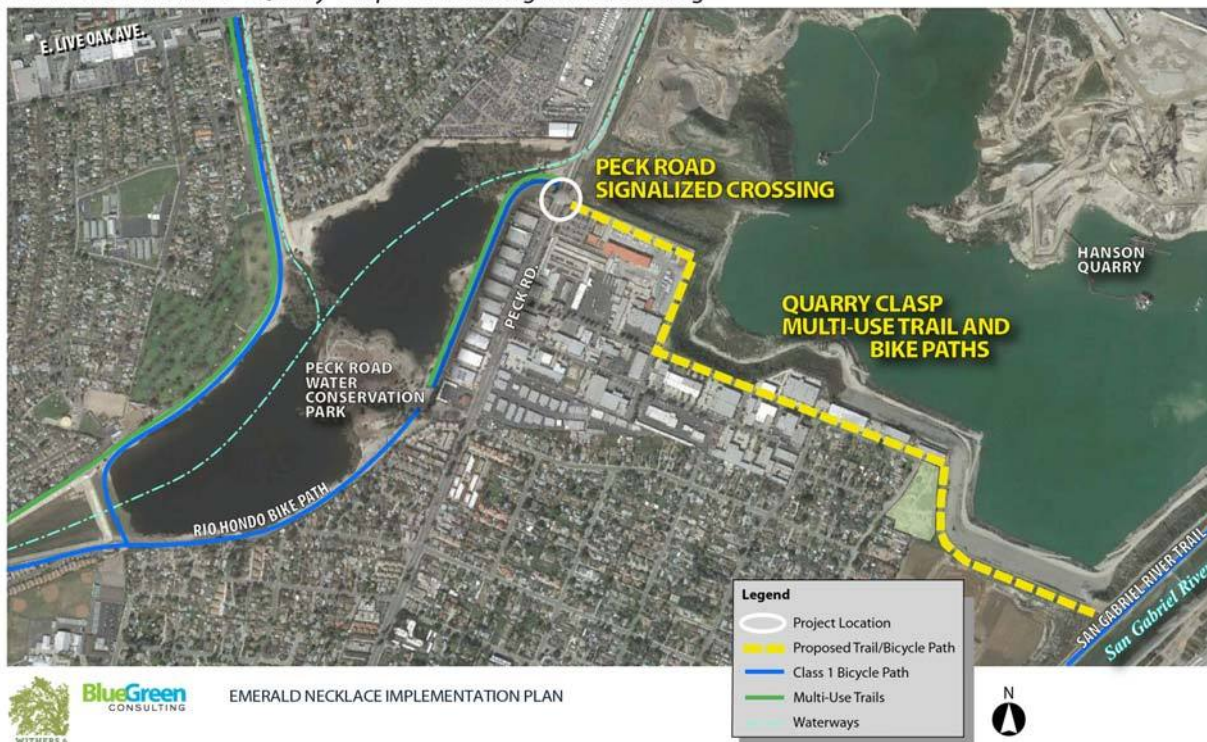 E. LIVE OAK AVE.
PECK ROAD
SIGNALIZED CROSSING
HANSON
QUARRY
PECK RD.
QUARRY CLASP
MULTI-USE TRAIL AND
BIKE PATHS
PECK ROAD
WATER
CONSERVATION
PARK
RIO HONDO BIKE PATH
SAN GABRIEL RIVER TRAIL
San Gabriel River
Legend
Project Location
Proposed Trail/Bicycle Path
Class 1 Bicycle Path
Multi-Use Trails
Waterways
BlueGreen
CONSULTING
EMERALD NECKLACE IMPLEMENTATION PLAN
N